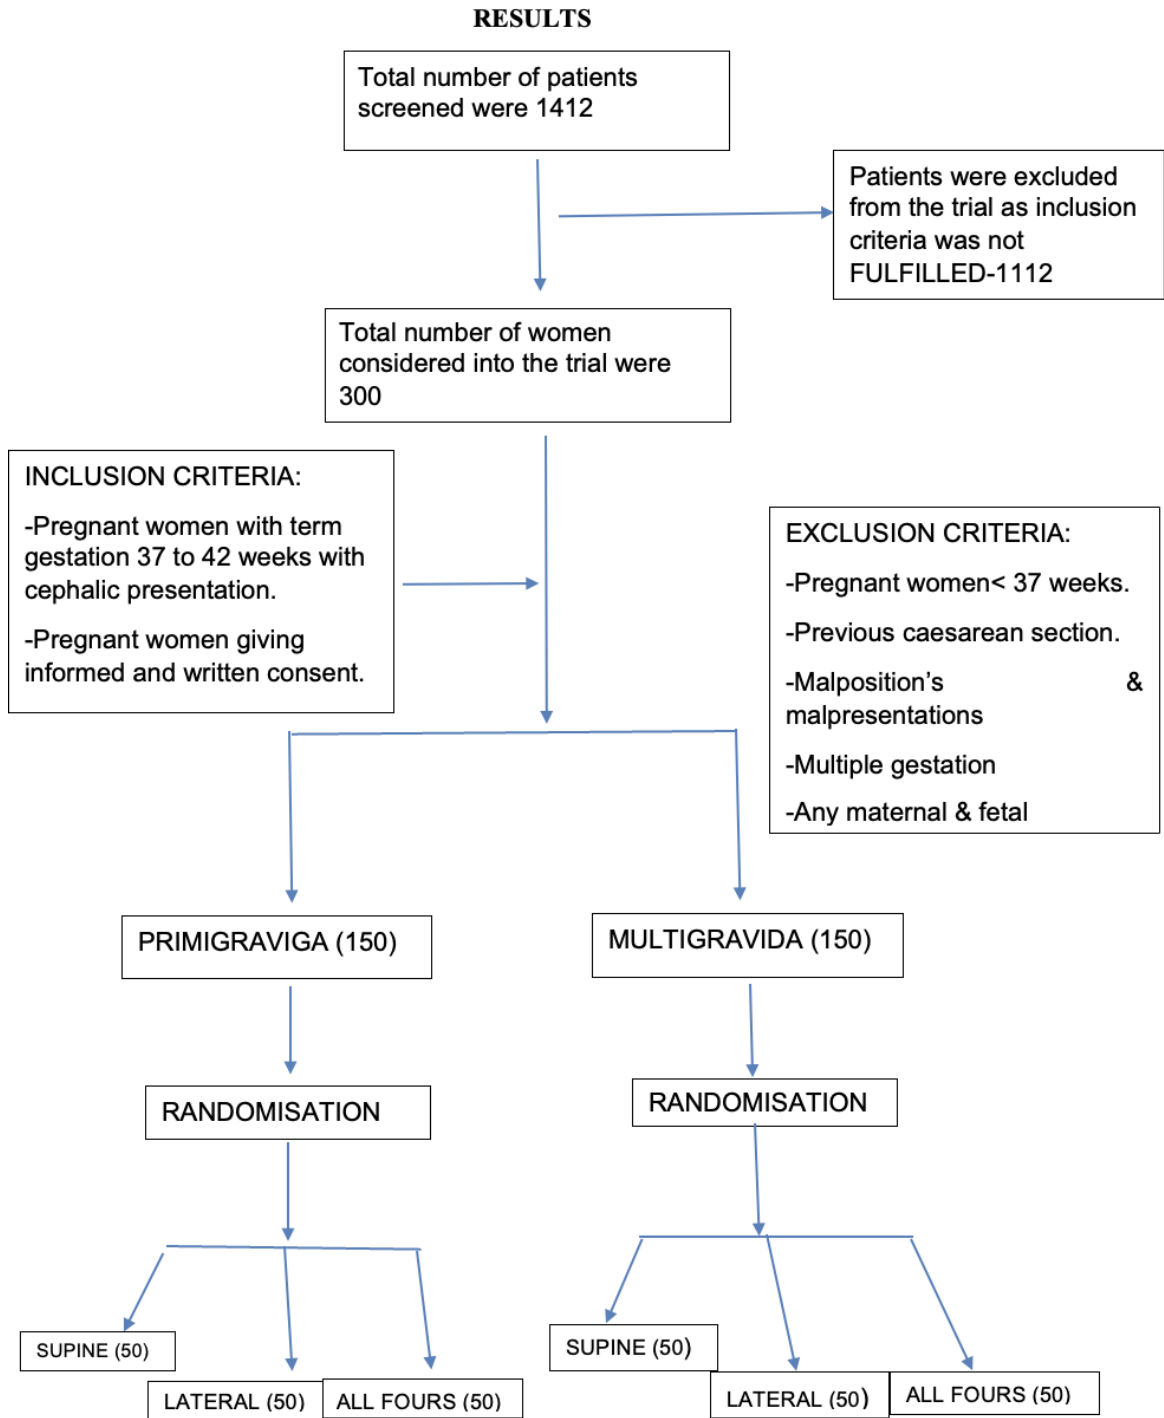 RESULTS
Total number of patients
screened were 1412
Patients were excluded
from the trial as inclusion
criteria was not
FULFILLED-1112
Total number of women
considered into the trial were
300
INCLUSION CRITERIA:
-Pregnant women with term
gestation 37 to 42 weeks with
cephalic presentation.
-Pregnant women giving
informed and written consent.
EXCLUSION CRITERIA:
-Pregnant women< 37 weeks.
-Previous caesarean section.
-Malposition's &
malpresentations
-Multiple gestation
-Any maternal & fetal
PRIMIGRAVIGA (150)
MULTIGRAVIDA (150)
RANDOMISATION
RANDOMISATION
SUPINE (50)
LATERAL (50)
ALL FOURS (50)
SUPINE (50)
LATERAL (50)
ALL FOURS (50)